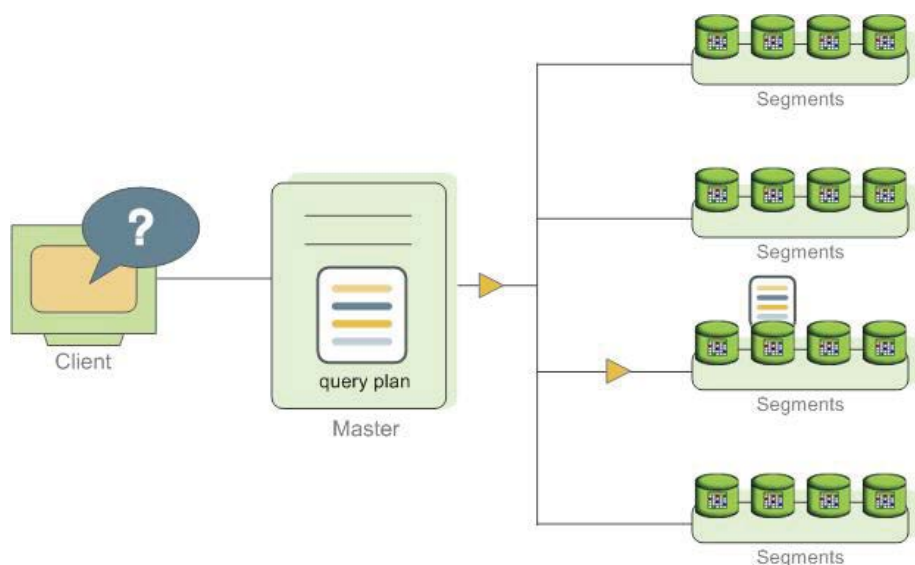 Segments
Segments
?
Client
query plan
Master
Segments
Segments